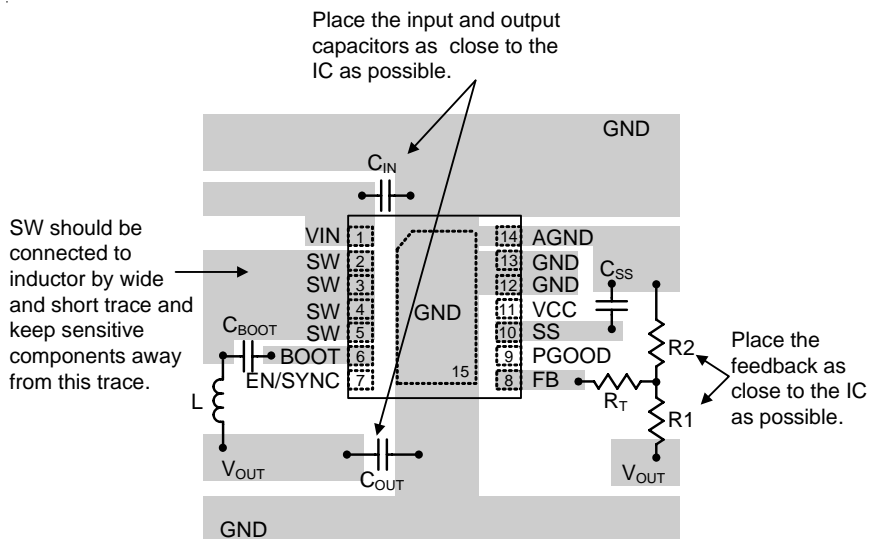 Place the input and output
capacitors as close to the
IC as possible.
GND
CIN
SW should be
connected to
inductor by wide
and short trace and
keep sensitive
components away
from this trace.
VIN 1
SW 2
SW 3
SW 4
SW 5
BOOT 6
EN/SYNC 7
GND
15
14 AGND
13 GND
12 GND
11 VCC
10 SS
9 PGOOD
8 FB
CBOOT
L
CSS
R2
RT
R1
Place the
feedback as
close to the IC
as possible.
VOUT
COUT
VOUT
GND